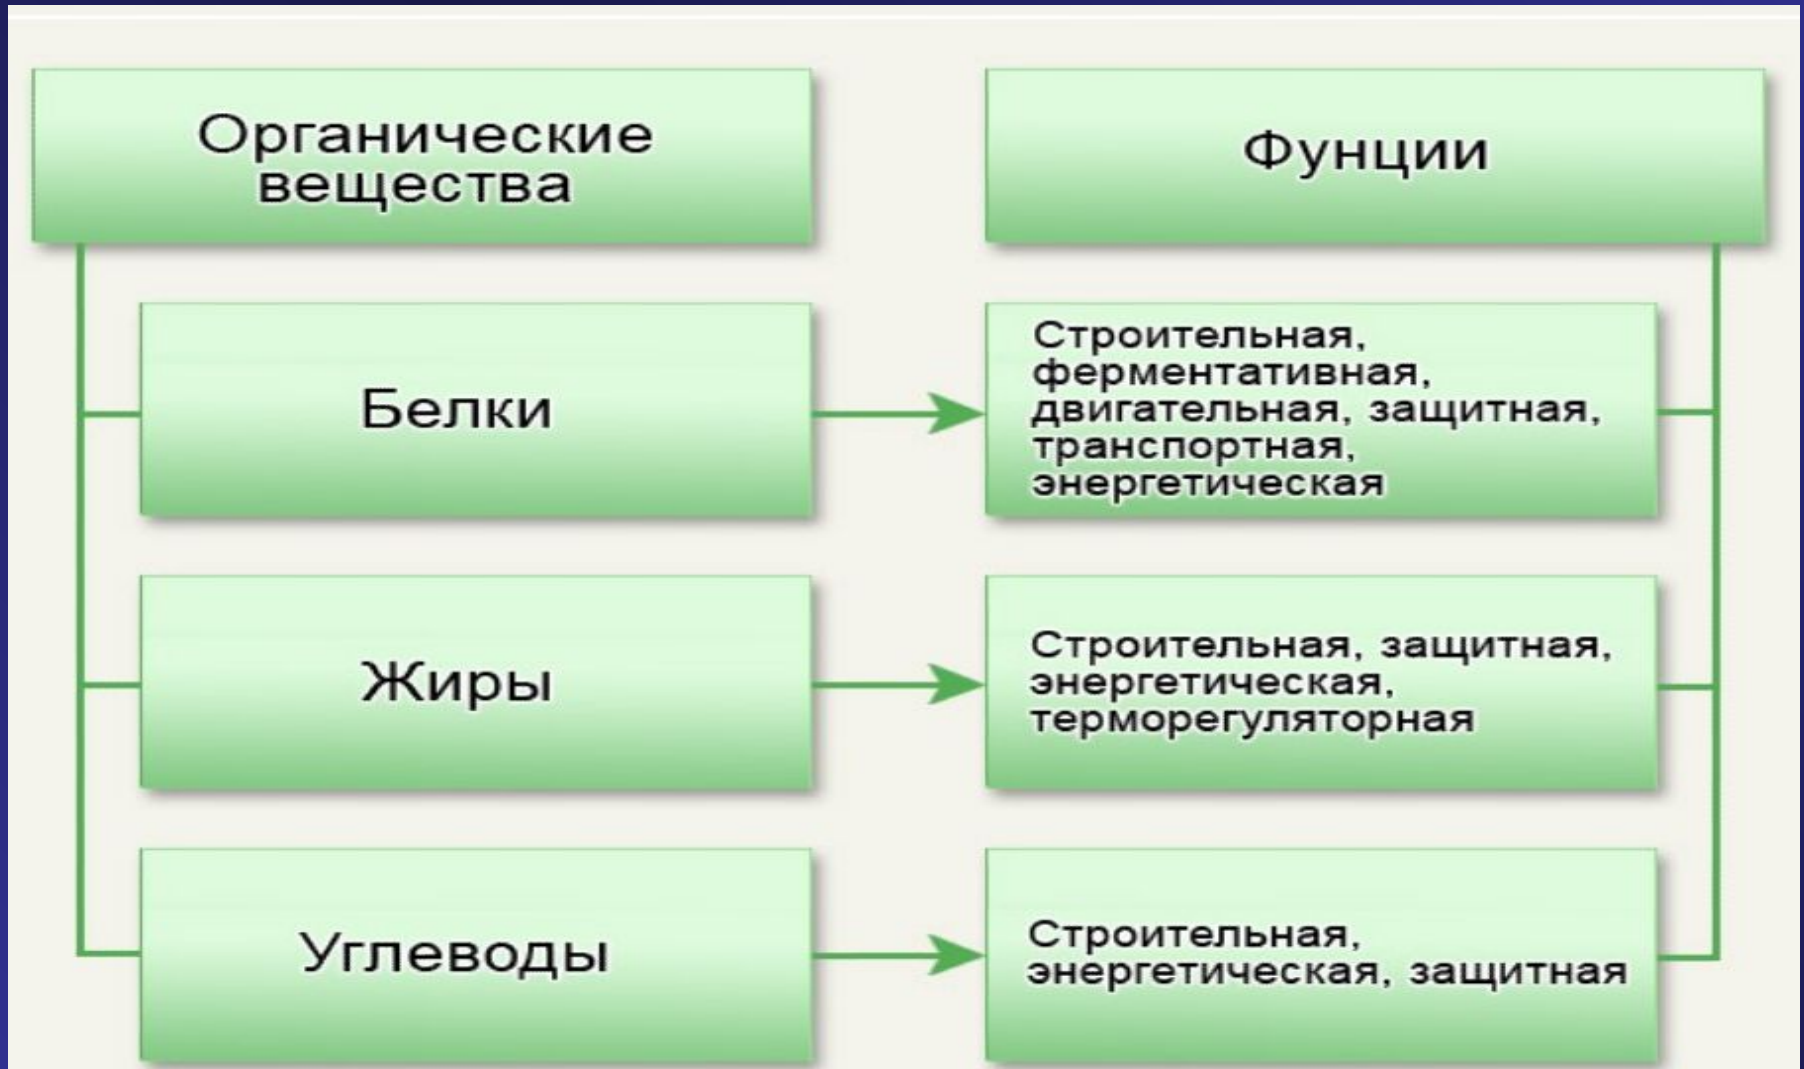 Органические
вещества
Фунции
Белки
Строительная,
ферментативная,
двигательная, защитная,
транспортная,
энергетическая
Жиры
Строительная, защитная,
энергетическая,
терморегуляторная
Углеводы
Строительная,
энергетическая, защитная